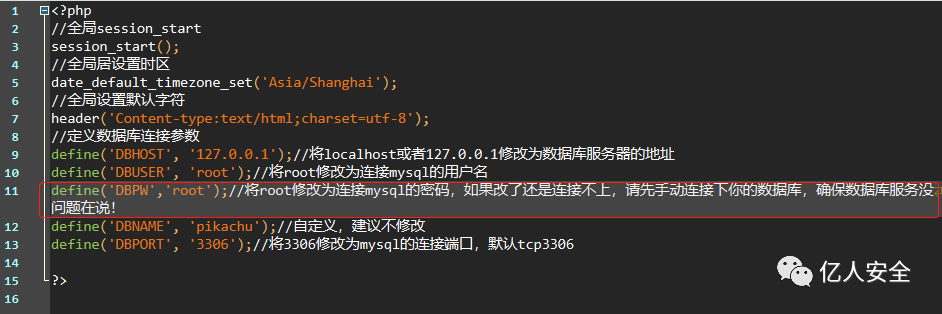 1 <?php
2 //全局session_start
3 session_start();
4 //全局居设置时区
5 date_default_timezone_set('Asia/Shanghai');
6 //全局设置默认字符
7 header('Content-type:text/html;charset=utf-8');
8 //定义数据库连接参数
9 define('DBHOST', '127.0.0.1');//将localhost或者127.0.0.1修改为数据库服务器的地址
10 define('DBUSER', 'root');//将root修改为连接mysql的用户名
11 define('DBPW','root');//将root修改为连接mysql的密码，如果改了还是连接不上，请先手动连接下你的数据库，确保数据库服务没
问题在说！
12 define('DBNAME', 'pikachu');//自定义，建议不修改
13 define('DBPORT', '3306');//将3306修改为mysql的连接端口，默认tcp3306
14
15 ?>
16
亿人安全